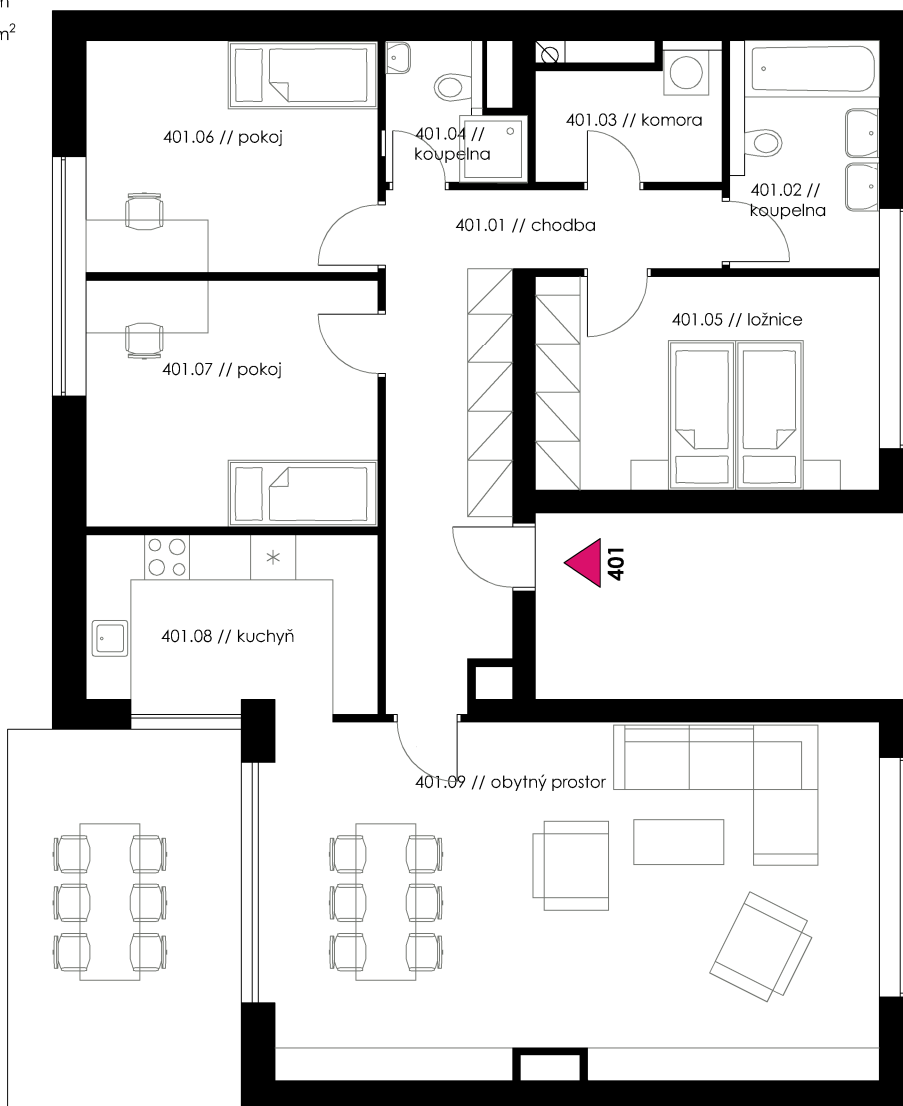 m²
401.06 // pokoj
401.04 //
koupelna
401.03 // komora
401.02 //
koupelna
401.01 // chodba
401.05 // ložnice
401.07 // pokoj
401
401.08 // kuchyň
401.09 // obytný prostor